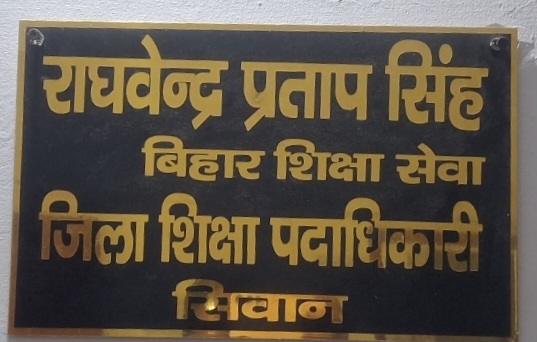 राघवेन्द्र प्रताप सिंह
बिहार शिक्षा सेवा
जिला शिक्षा पदाधिकारी
सिवान